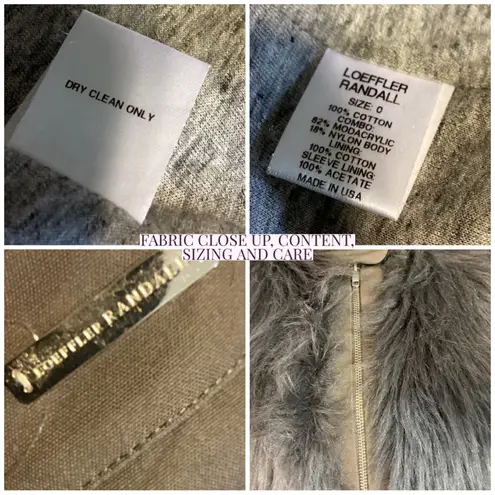 DRY CLEAN ONLY
LOEFFLER
RANDALL
SIZE: 0
100% COTTON
COMBO:
82% MODACRYLIC
18% NYLON BODY
LINING:
100% COTTON
SLEEVE LINING:
100% ACETATE
MADE IN USA
FABRIC CLOSE UP, CONTENT,
SIZING AND CARE
LOEFFLER RANDALL